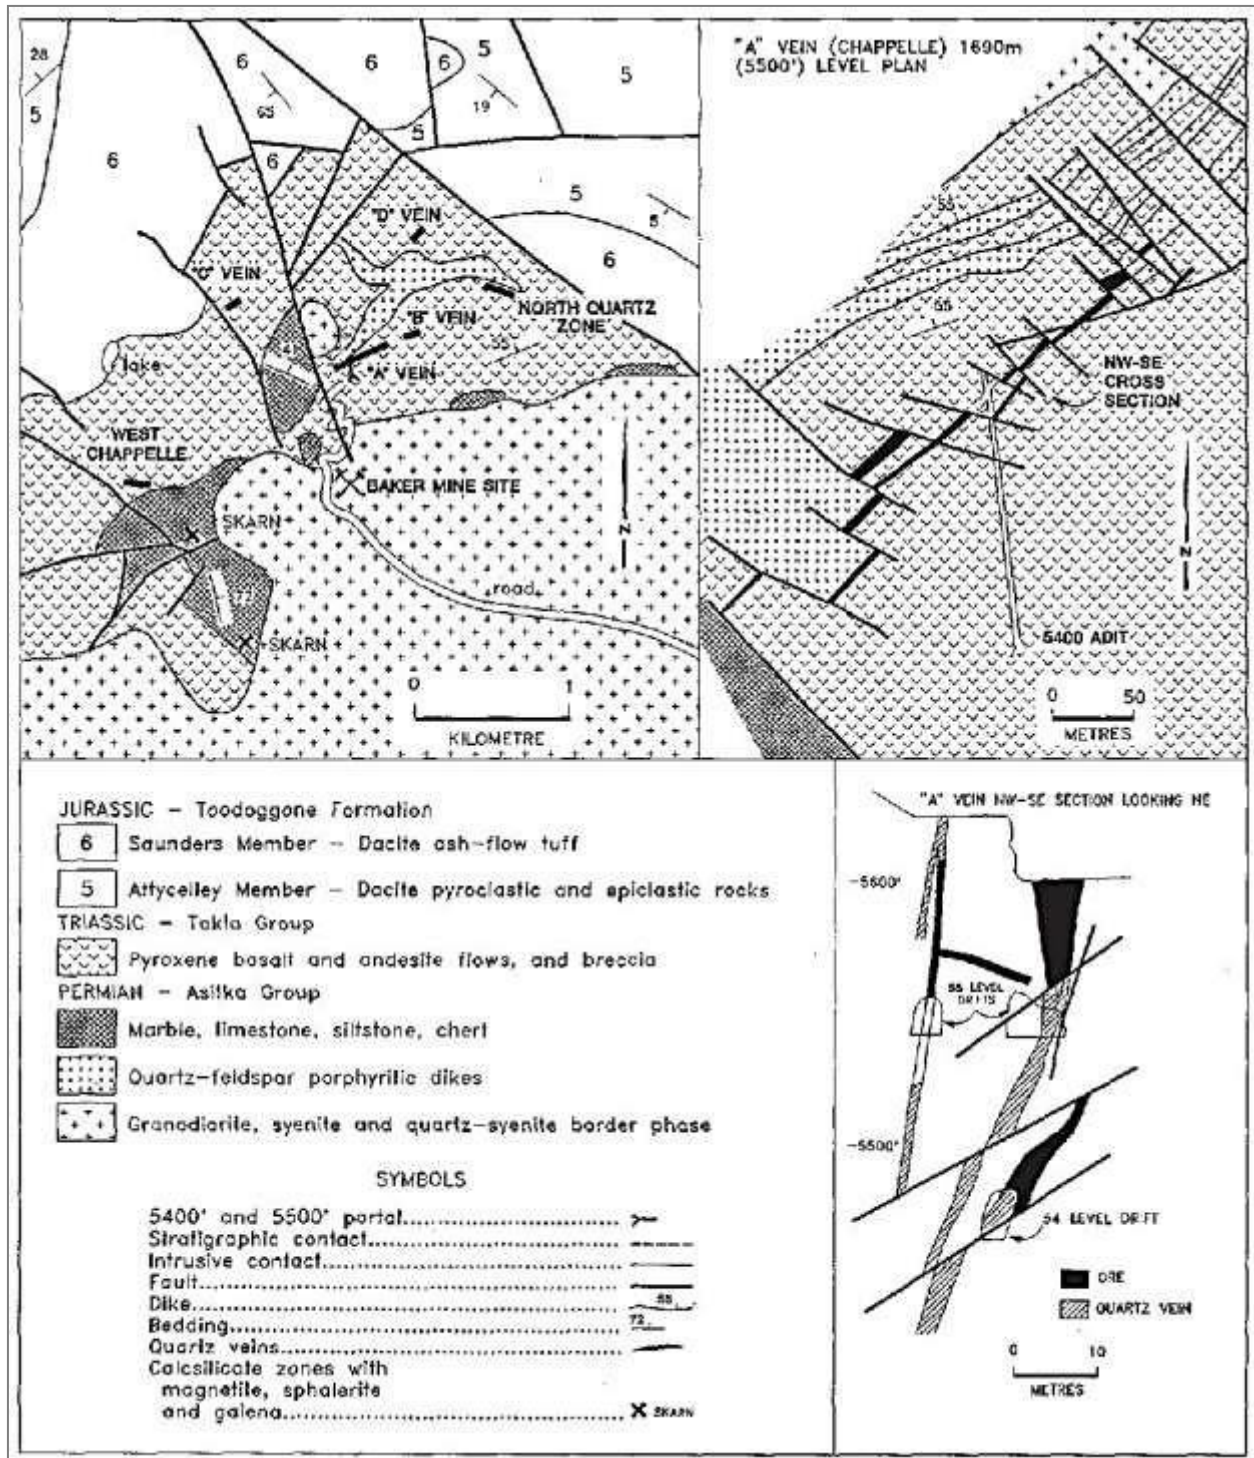 28
5
6
6
65
6
6
5
19
5
5
6
5
5
6
"D" VEIN
"C" VEIN
NORTH QUARTZ
ZONE
"B" VEIN
lake
"A" VEIN
WEST
CHAPPELLE
BAKER MINE SITE
SKARN
77
SKARN
road
N
0 1
KILOMETRE
"A" VEIN (CHAPPELLE) 1690m
(5500') LEVEL PLAN
55
NW-SE
CROSS
SECTION
N
5400 ADIT
0 50
METRES
JURASSIC – Toodoggone Formation
6 Saunders Member – Dacite ash-flow tuff
5 Attycelley Member – Dacite pyroclastic and epiclastic rocks
TRIASSIC – Takla Group
Pyroxene basalt and andesite flows, and breccia
PERMIAN – Asitka Group
Marble, limestone, siltstone, chert
Quartz-feldspar porphyritic dikes
Granodiorite, syenite and quartz-syenite border phase
SYMBOLS
5400' and 5500' portal
Stratigraphic contact
Intrusive contact
Fault
Dike 55
Bedding 72
Quartz veins
Calcsilicate zones with
magnetite, sphalerite
and galena SKARN
"A" VEIN NW-SE SECTION LOOKING NE
-5600'
55 LEVEL
DRIFTS
-5500'
54 LEVEL DRIFT
ORE
QUARTZ VEIN
0 10
METRES